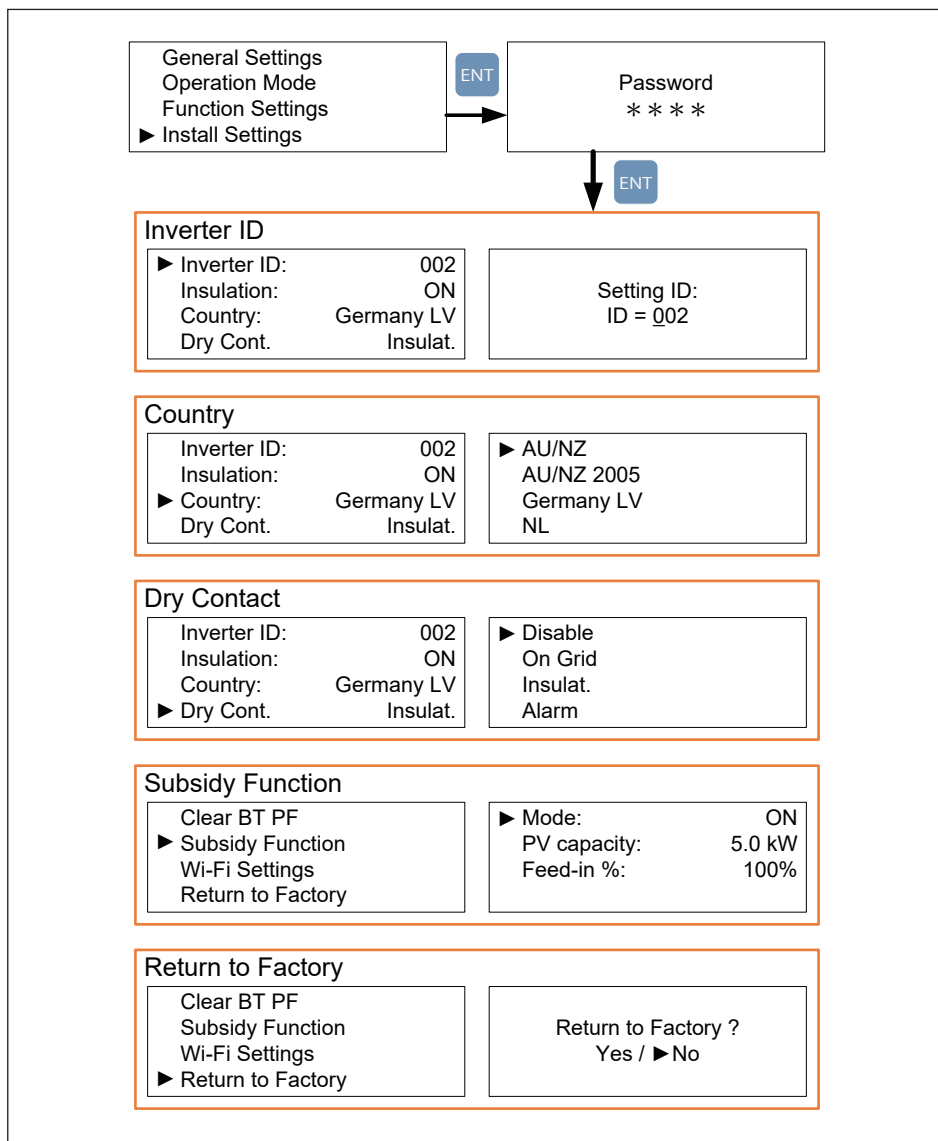 General Settings
Operation Mode
Function Settings
► Install Settings
ENT
Password
＊＊＊＊
ENT
Inverter ID
► Inverter ID: 002
Insulation: ON
Country: Germany LV
Dry Cont. Insulat.
Setting ID:
ID = 002
Country
Inverter ID: 002
Insulation: ON
► Country: Germany LV
Dry Cont. Insulat.
► AU/NZ
AU/NZ 2005
Germany LV
NL
Dry Contact
Inverter ID: 002
Insulation: ON
Country: Germany LV
► Dry Cont. Insulat.
► Disable
On Grid
Insulat.
Alarm
Subsidy Function
Clear BT PF
► Subsidy Function
Wi-Fi Settings
Return to Factory
► Mode: ON
PV capacity: 5.0 kW
Feed-in %: 100%
Return to Factory
Clear BT PF
Subsidy Function
Wi-Fi Settings
► Return to Factory
Return to Factory ?
Yes / ►No